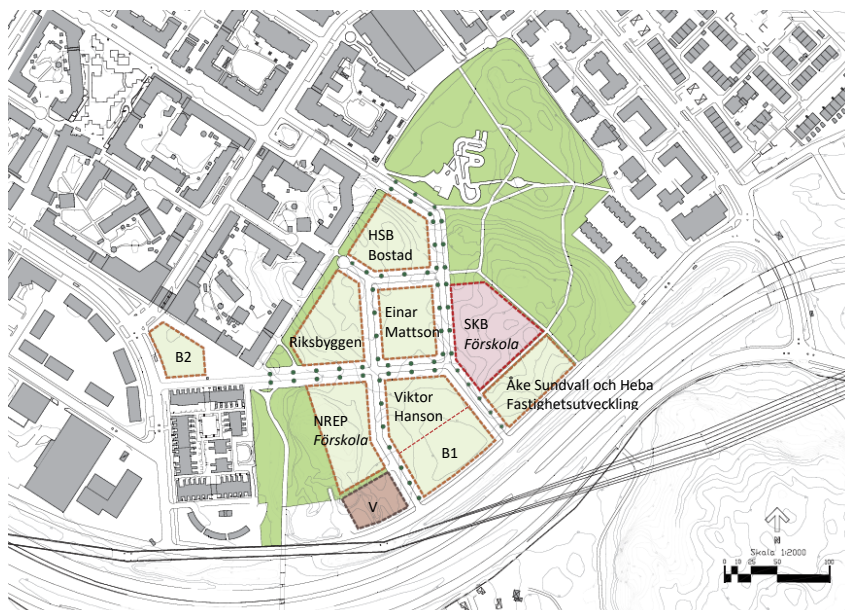 HSB
Bostad
Einar
Mattson
SKB
Förskola
Riksbyggen
B2
Åke Sundvall och Heba
Fastighetsutveckling
Viktor
Hanson
NREP
Förskola
B1
V
N
Skala 1:2000
0 10 25 50 100